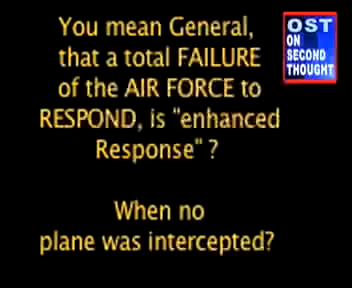 You mean General,
that a total FAILURE
of the AIR FORCE to
RESPOND, is "enhanced
Response" ?
When no
plane was intercepted?
OST
ON
SECOND
THOUGHT